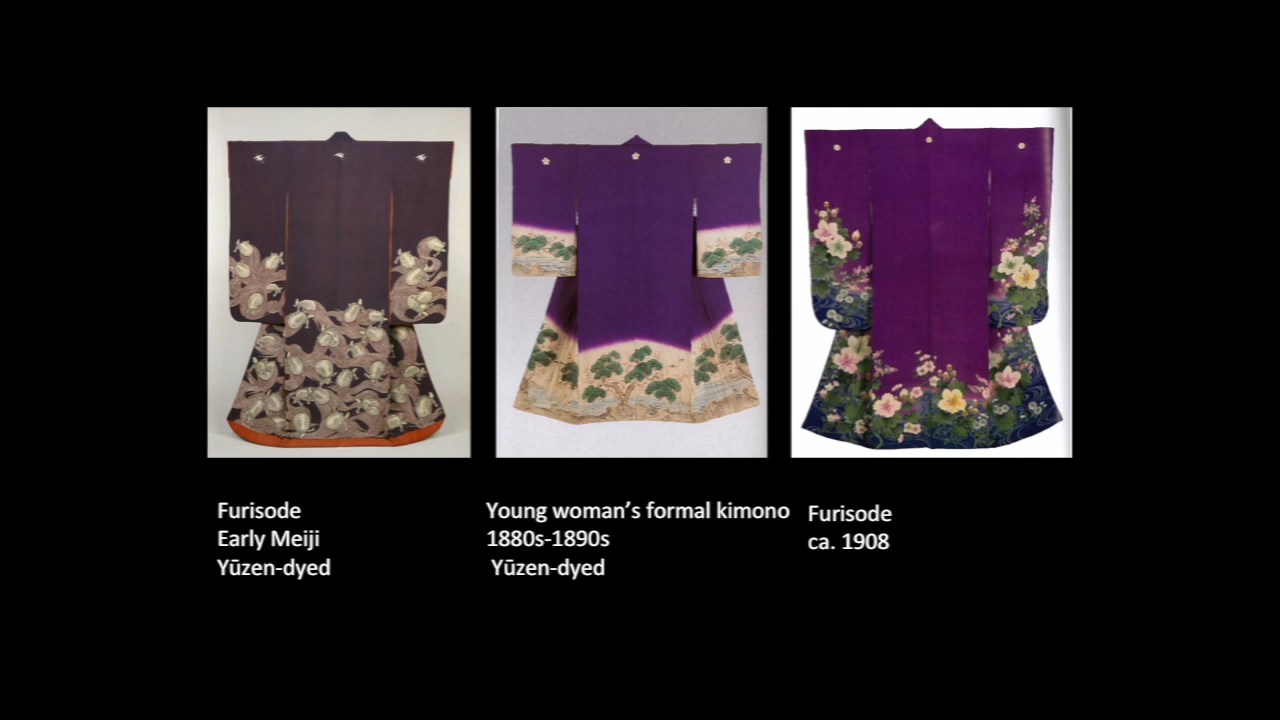 Furisode
Early Meiji
Yūzen-dyed
Young woman's formal kimono
1880s-1890s
Yūzen-dyed
Furisode
ca. 1908